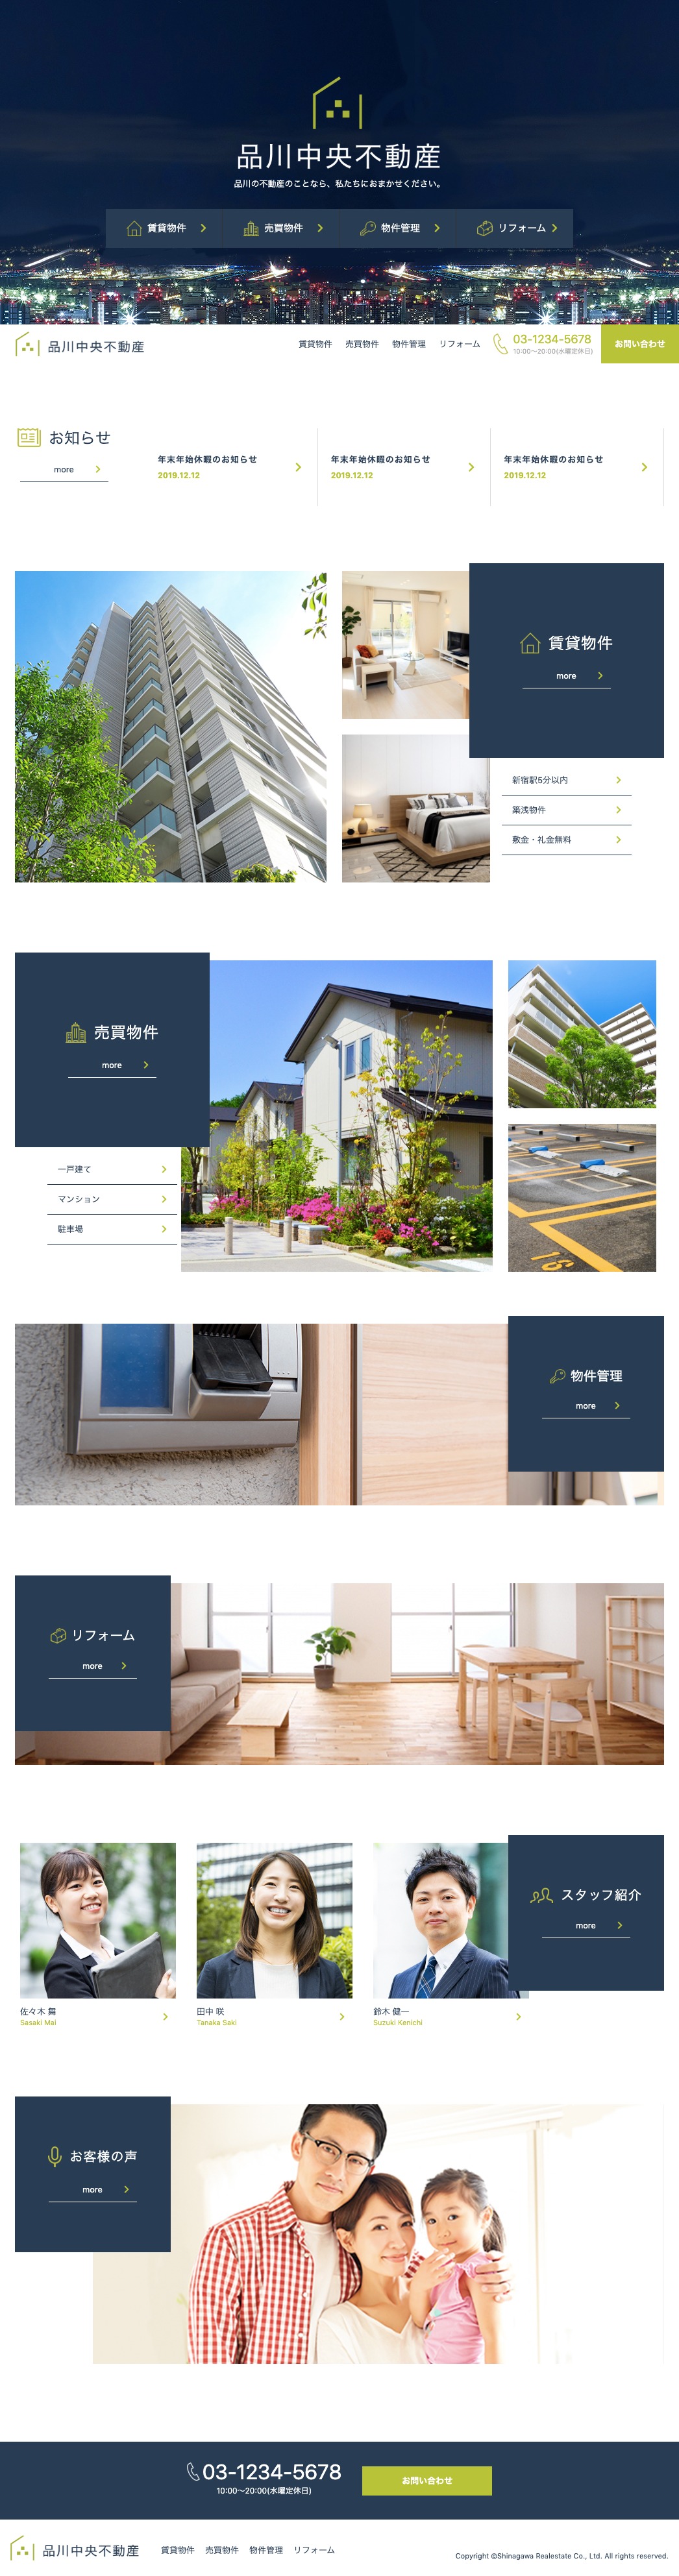 品川中央不動産
品川の不動産のことなら、私たちにおまかせください。
賃貸物件
売買物件
物件管理
リフォーム
品川中央不動産
賃貸物件 売買物件 物件管理 リフォーム
03-1234-5678
10:00〜20:00(水曜定休日)
お問い合わせ
お知らせ
more
年末年始休暇のお知らせ
2019.12.12
年末年始休暇のお知らせ
2019.12.12
年末年始休暇のお知らせ
2019.12.12
賃貸物件
more
新宿駅5分以内
築浅物件
敷金・礼金無料
売買物件
more
一戸建て
マンション
駐車場
15
物件管理
more
リフォーム
more
スタッフ紹介
more
佐々木 舞
Sasaki Mai
田中 咲
Tanaka Saki
鈴木 健一
Suzuki Kenichi
お客様の声
more
03-1234-5678
10:00〜20:00(水曜定休日)
お問い合わせ
品川中央不動産
賃貸物件 売買物件 物件管理 リフォーム
Copyright ©Shinagawa Realestate Co., Ltd. All rights reserved.